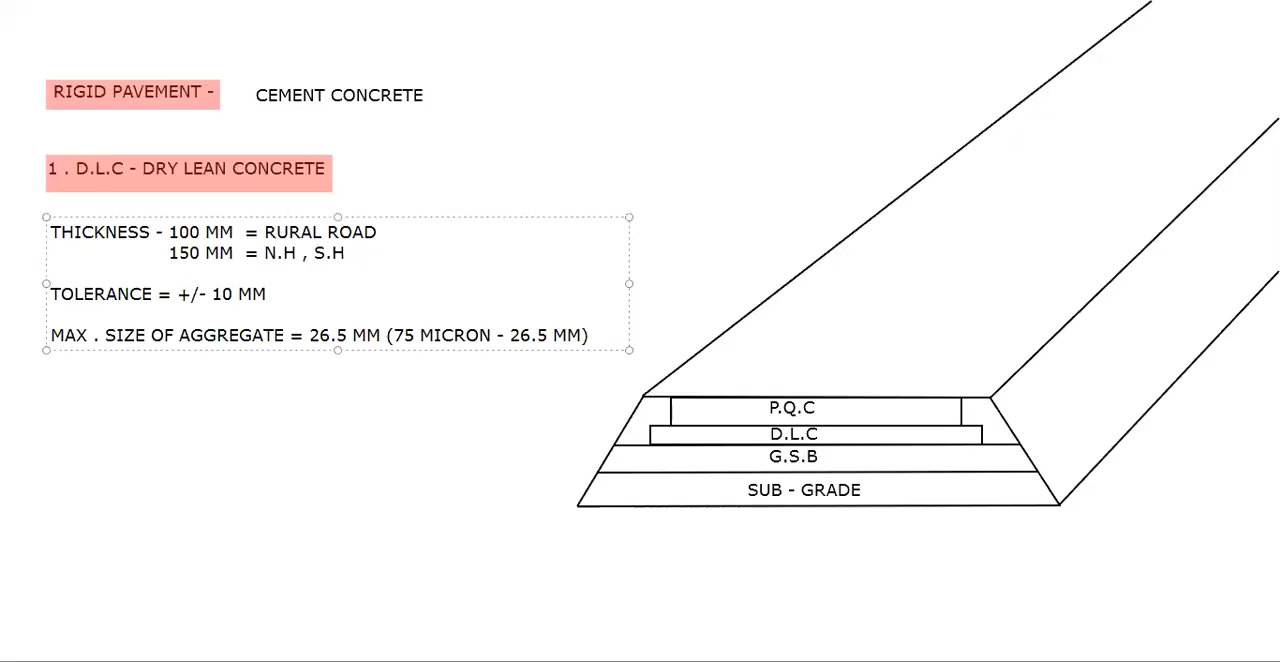 RIGID PAVEMENT - CEMENT CONCRETE
1 . D.L.C - DRY LEAN CONCRETE
THICKNESS - 100 MM = RURAL ROAD
150 MM = N.H , S.H
TOLERANCE = +/- 10 MM
MAX . SIZE OF AGGREGATE = 26.5 MM (75 MICRON - 26.5 MM)
P.Q.C
D.L.C
G.S.B
SUB - GRADE